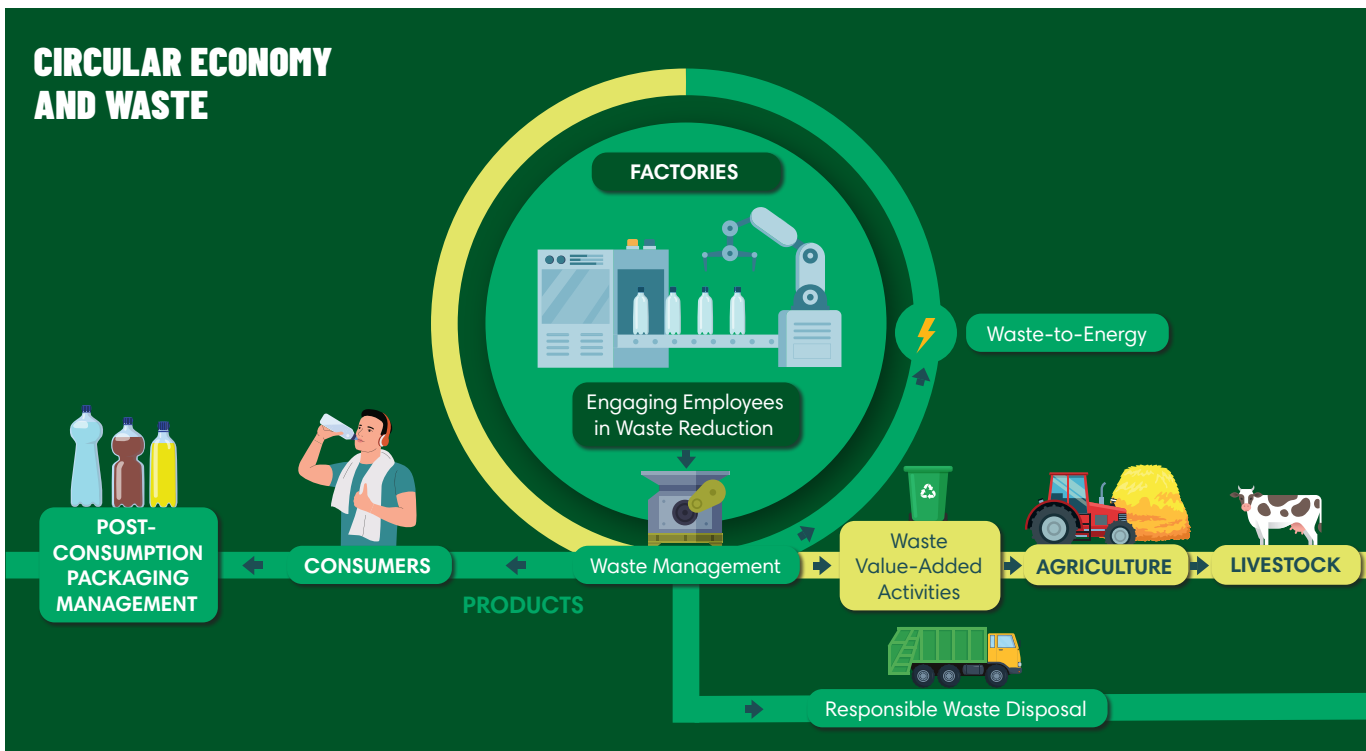 CIRCULAR ECONOMY
AND WASTE
FACTORIES
Engaging Employees
in Waste Reduction
Waste-to-Energy
POST-
CONSUMPTION
PACKAGING
MANAGEMENT
CONSUMERS
PRODUCTS
Waste Management
Waste
Value-Added
Activities
AGRICULTURE
LIVESTOCK
Responsible Waste Disposal